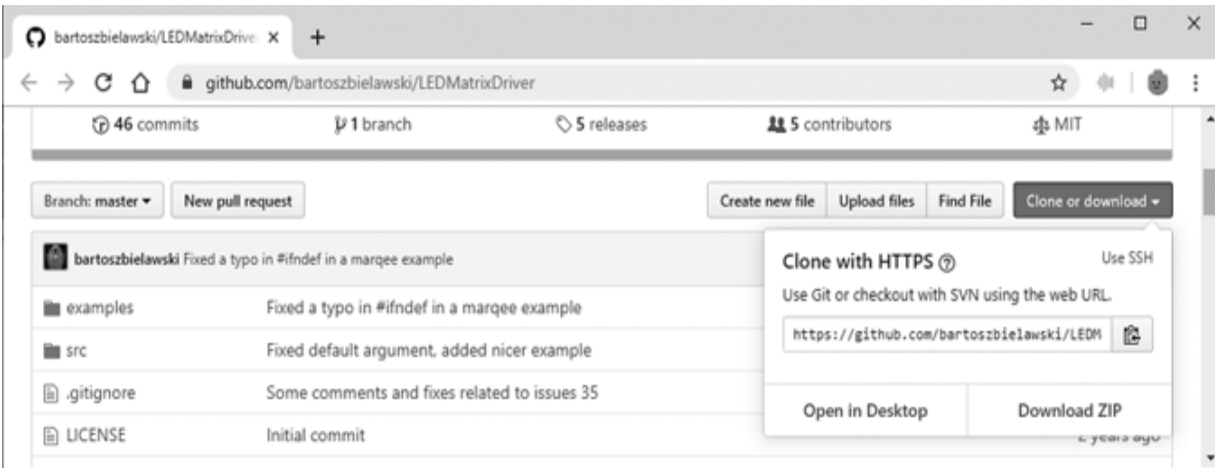 bartoszbielawski/LEDMatrixDrive
github.com/bartoszbielawski/LEDMatrixDriver
46 commits 1 branch 5 releases 5 contributors MIT
Branch: master New pull request Create new file Upload files Find File Clone or download
bartoszbielawski Fixed a typo in #ifndef in a marqee example
Clone with HTTPS Use SSH
Use Git or checkout with SVN using the web URL.
https://github.com/bartoszbielawski/LEDM
Open in Desktop Download ZIP
examples Fixed a typo in #ifndef in a marqee example
src Fixed default argument, added nicer example
.gitignore Some comments and fixes related to issues 35
LICENSE Initial commit 2 years ago